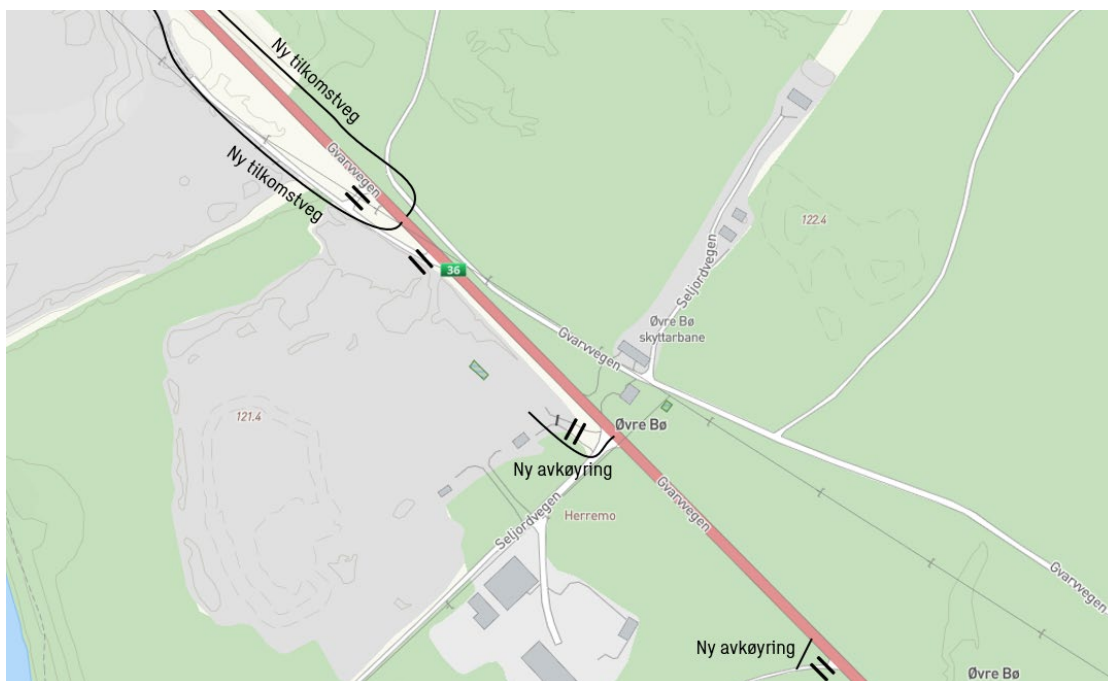 Ny tilkomstveg
Ny tilkomstveg
Gvarvvegen
36
Seljordvegen
122.4
Øvre Bø
skyttarbane
Gvarvvegen
121.4
Øvre Bø
Ny avkøyring
Seljordvegen
Herremo
Gvarvvegen
Gvarvvegen
Ny avkøyring
Øvre Bø